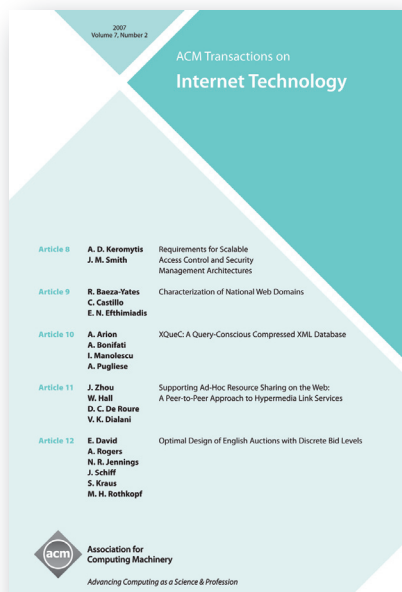 2007
Volume 7, Number 2
ACM Transactions on
Internet Technology
Article 8 A. D. Keromytis Requirements for Scalable
J. M. Smith Access Control and Security
Management Architectures
Article 9 R. Baeza-Yates Characterization of National Web Domains
C. Castillo
E. N. Efthimiadis
Article 10 A. Arion XQueC: A Query-Conscious Compressed XML Database
A. Bonifati
I. Manolescu
A. Pugliese
Article 11 J. Zhou Supporting Ad-Hoc Resource Sharing on the Web:
W. Hall A Peer-to-Peer Approach to Hypermedia Link Services
D. C. De Roure
V. K. Dialani
Article 12 E. David Optimal Design of English Auctions with Discrete Bid Levels
A. Rogers
N. R. Jennings
J. Schiff
S. Kraus
M. H. Rothkopf
acm
Association for
Computing Machinery
Advancing Computing as a Science & Profession